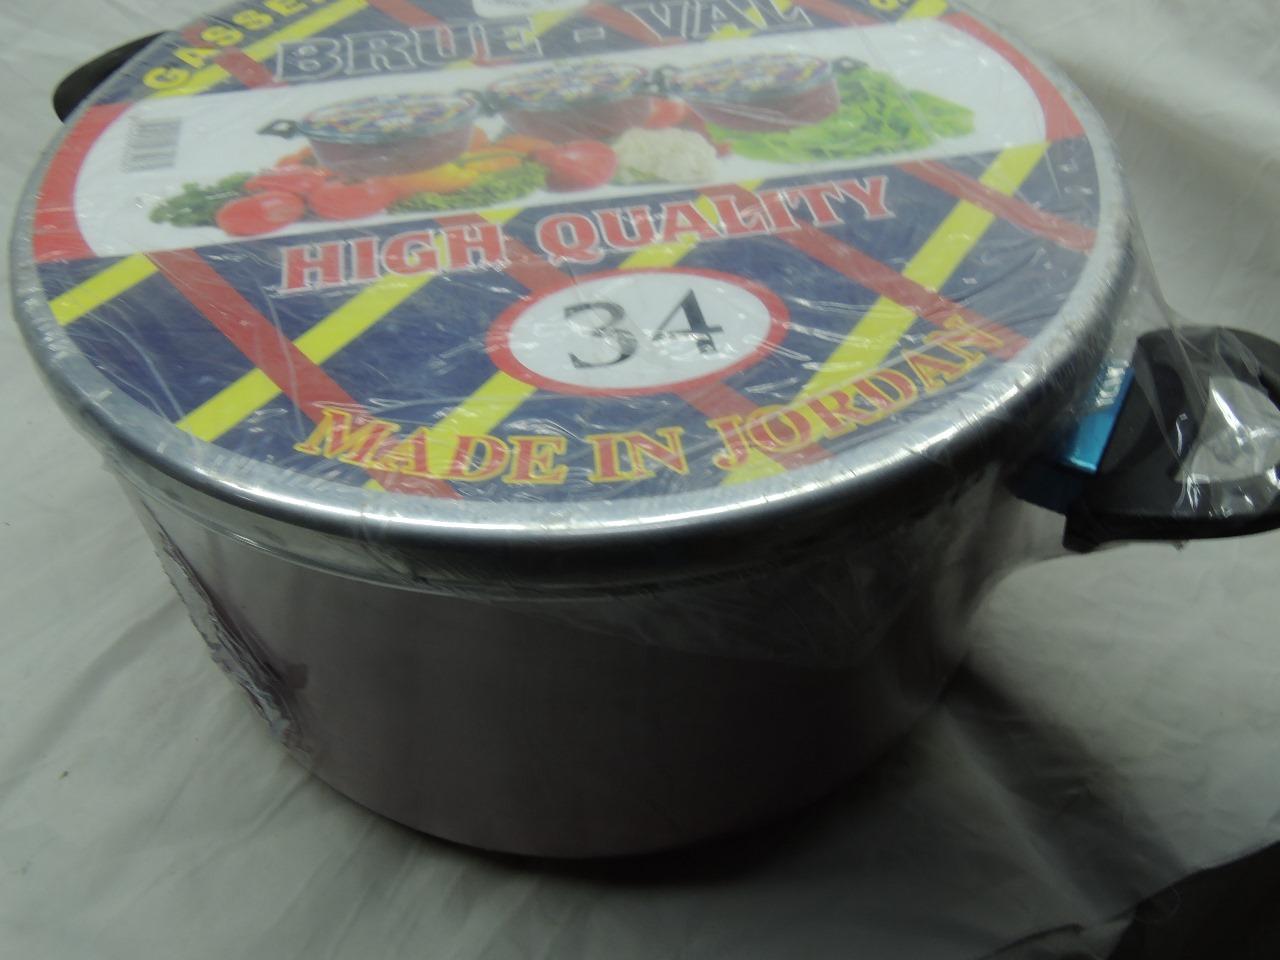 BRUE - VAL
HIGH QUALITY
34
MADE IN JORDAN